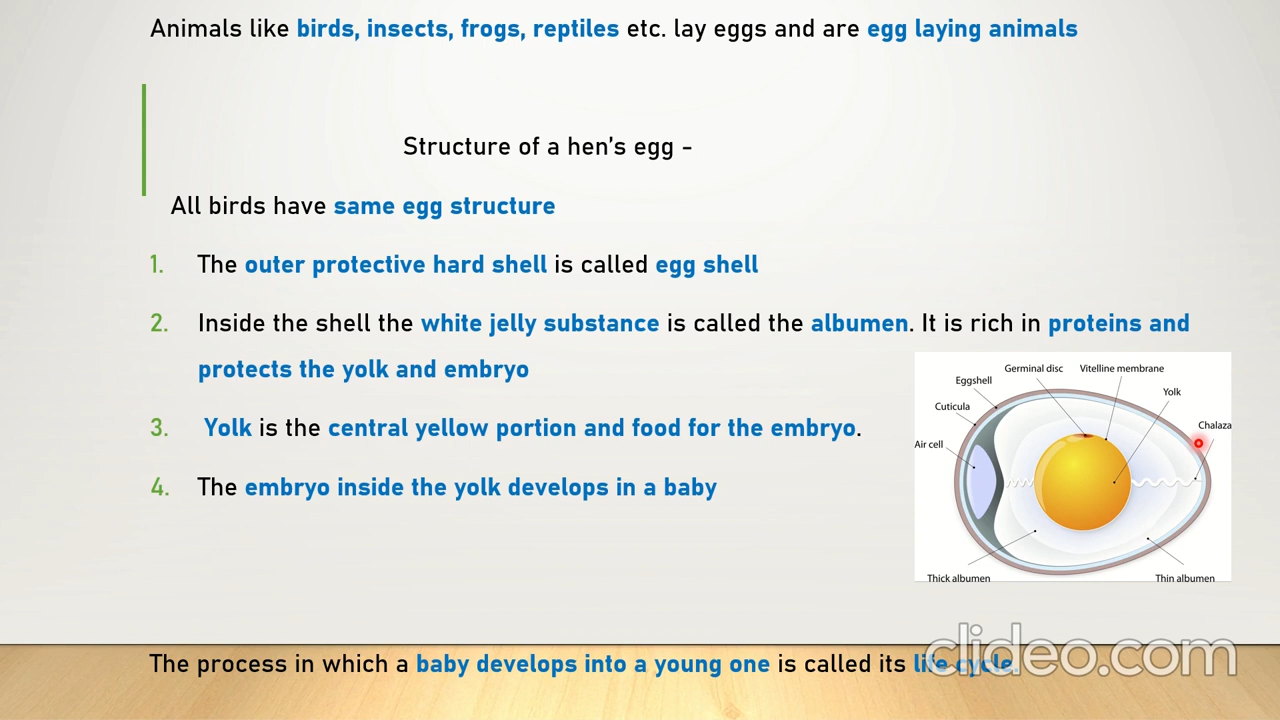 Animals like birds, insects, frogs, reptiles etc. lay eggs and are egg laying animals
Structure of a hen's egg -
All birds have same egg structure
1. The outer protective hard shell is called egg shell
2. Inside the shell the white jelly substance is called the albumen. It is rich in proteins and
protects the yolk and embryo
3. Yolk is the central yellow portion and food for the embryo.
4. The embryo inside the yolk develops in a baby
Germinal disc
Vitelline membrane
Eggshell
Yolk
Cuticula
Chalaza
Air cell
Thick albumen
Thin albumen
The process in which a baby develops into a young one is called its life cycle.
clideo.com